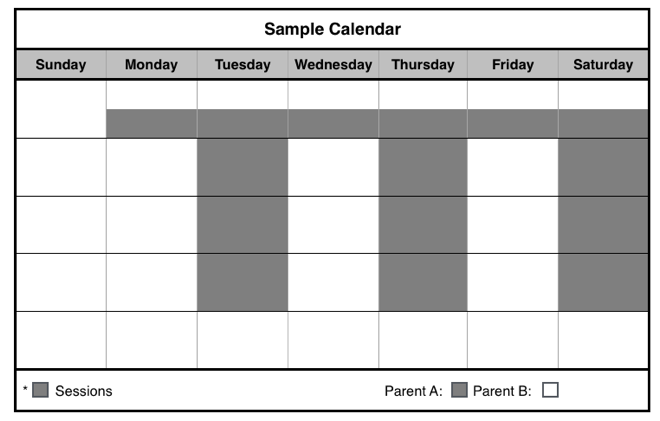 Sample Calendar
Sunday Monday Tuesday Wednesday Thursday Friday Saturday
* Sessions Parent A: Parent B: